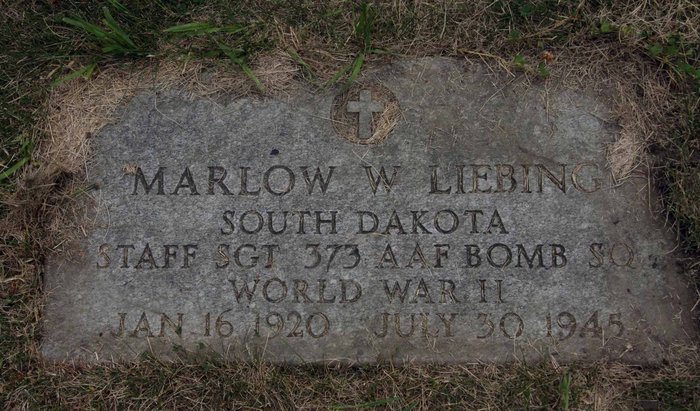 MARLOW W LIEBING
SOUTH DAKOTA
STAFF SGT 373 AAF BOMB SQ
WORLD WAR II
JAN 16 1920 JULY 30 1945